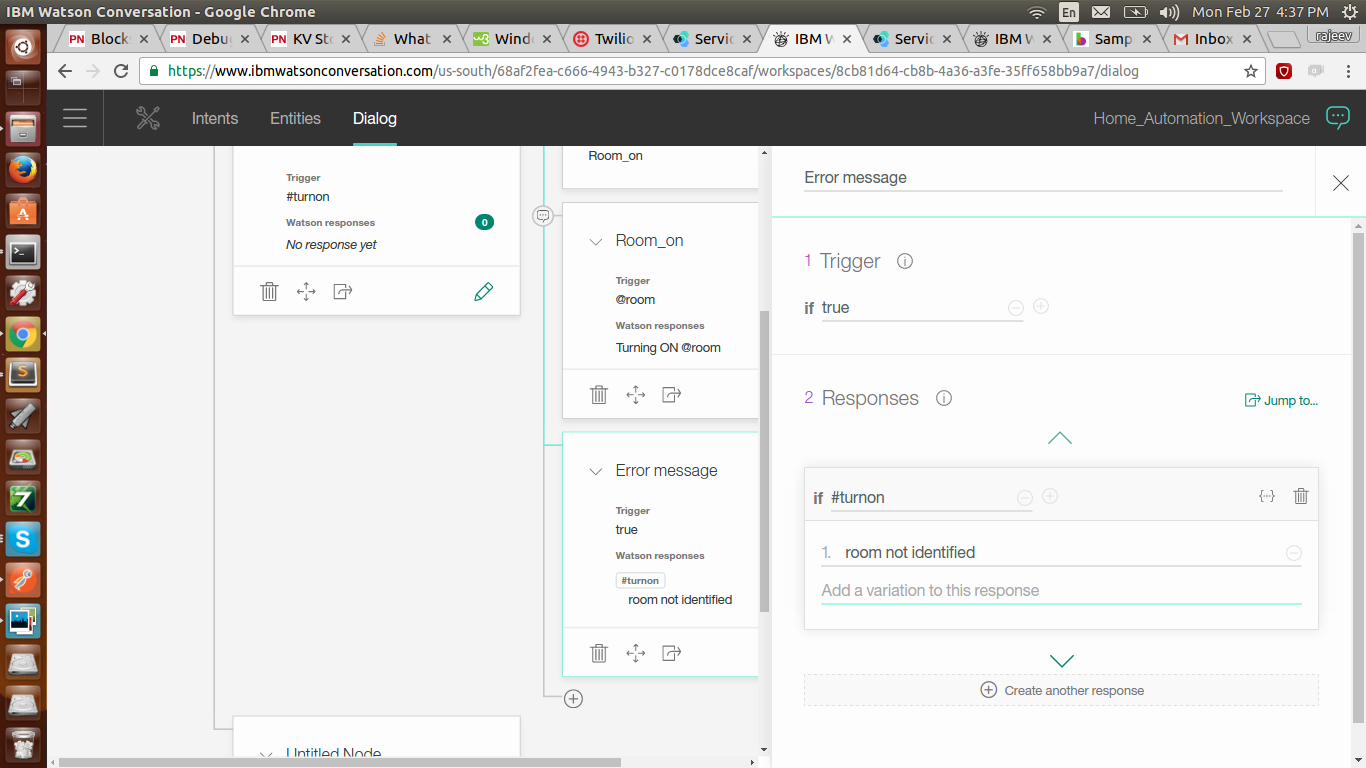 IBM Watson Conversation - Google Chrome
En
Mon Feb 27 4:37 PM
Block
Debu
KV Sto
What
Wind
Twilio
Servic
IBM W
Servic
IBM W
Samp
Inbox
rajeev
https://www.ibmwatsonconversation.com/us-south/68af2fea-c666-4943-b327-c0178dce8caf/workspaces/8cb81d64-cb8b-4a36-a3fe-35ff658bb9a7/dialog
Intents
Entities
Dialog
Home_Automation_Workspace
Trigger
#turnon
Watson responses
0
No response yet
Room_on
Room_on
Trigger
@room
Watson responses
Turning ON @room
Error message
Trigger
true
Watson responses
#turnon
room not identified
Untitled Node
Error message
1 Trigger
if true
2 Responses
Jump to...
if #turnon
1. room not identified
Add a variation to this response
Create another response